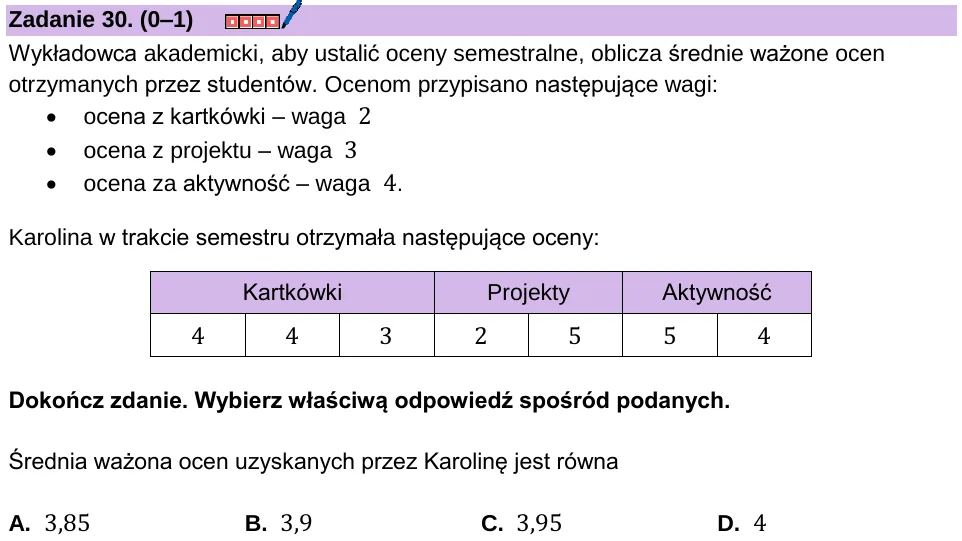 Zadanie 30. (0–1)
Wykładowca akademicki, aby ustalić oceny semestralne, oblicza średnie ważone ocen
otrzymanych przez studentów. Ocenom przypisano następujące wagi:
• ocena z kartkówki – waga 2
• ocena z projektu – waga 3
• ocena za aktywność – waga 4.
Karolina w trakcie semestru otrzymała następujące oceny:
Kartkówki Projekty Aktywność
4 4 3 2 5 5 4
Dokończ zdanie. Wybierz właściwą odpowiedź spośród podanych.
Średnia ważona ocen uzyskanych przez Karolinę jest równa
A. 3,85 B. 3,9 C. 3,95 D. 4